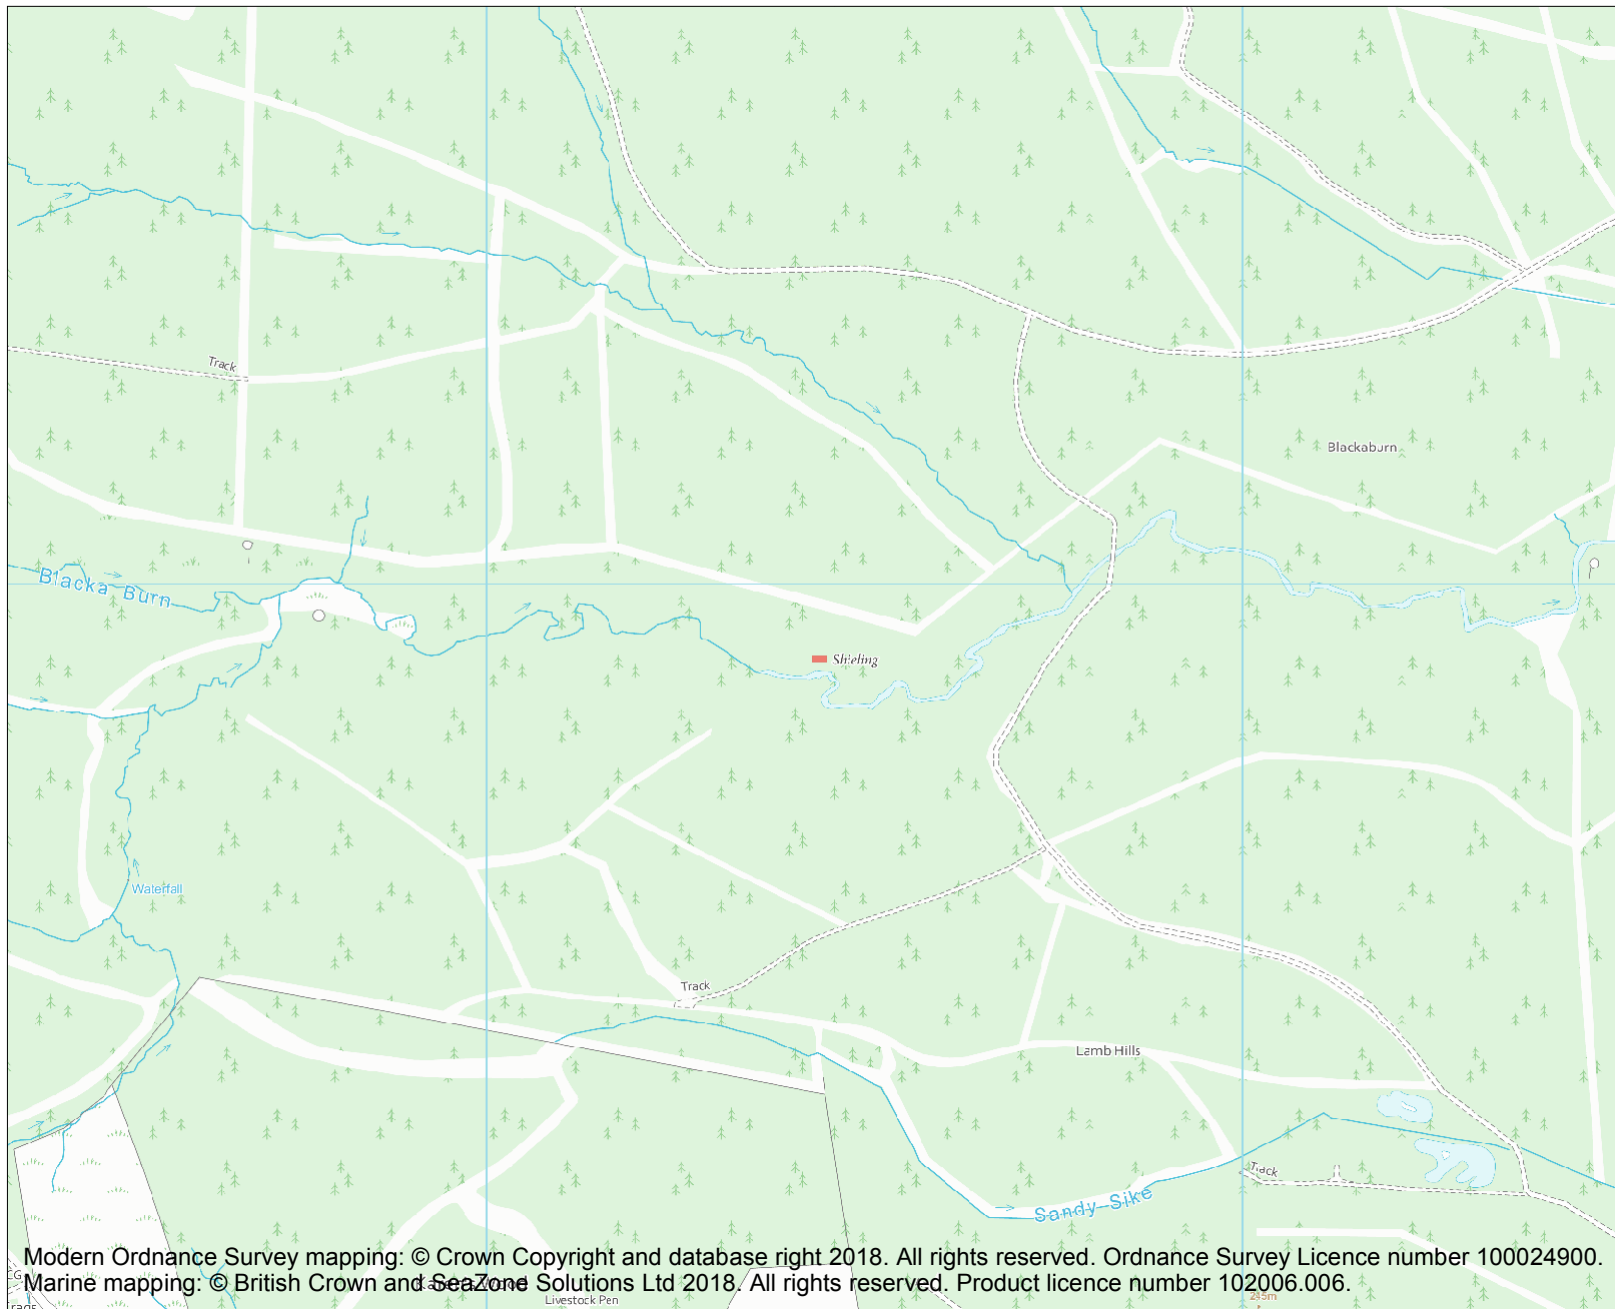 Track
Blackaburn
Blacka Burn
Shieling
Waterfall
Track
Lamb Hills
Track
Sandy Sike
Modern Ordnance Survey mapping: © Crown Copyright and database right 2018. All rights reserved. Ordnance Survey Licence number 100024900.
Marine mapping: © British Crown and SeaZone Solutions Ltd 2018. All rights reserved. Product licence number 102006.006.
Livestock Pen
245m